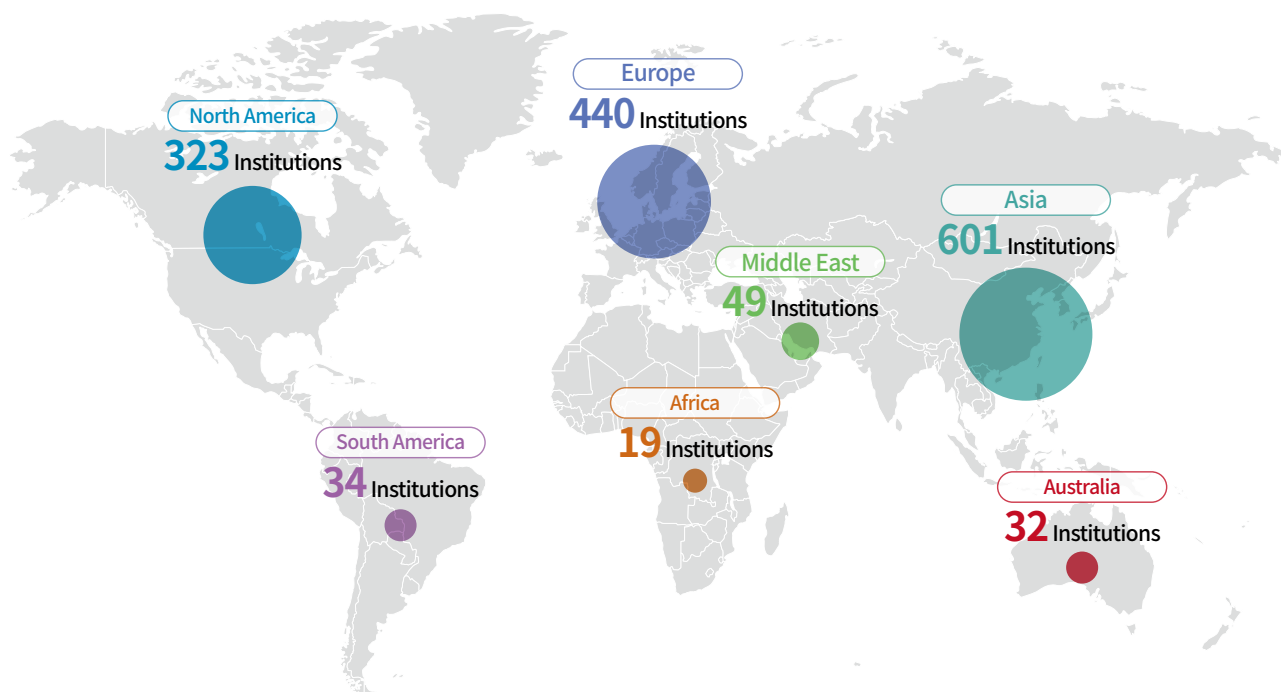 Europe
440 Institutions
North America
323 Institutions
Asia
601 Institutions
Middle East
49 Institutions
Africa
19 Institutions
South America
34 Institutions
Australia
32 Institutions